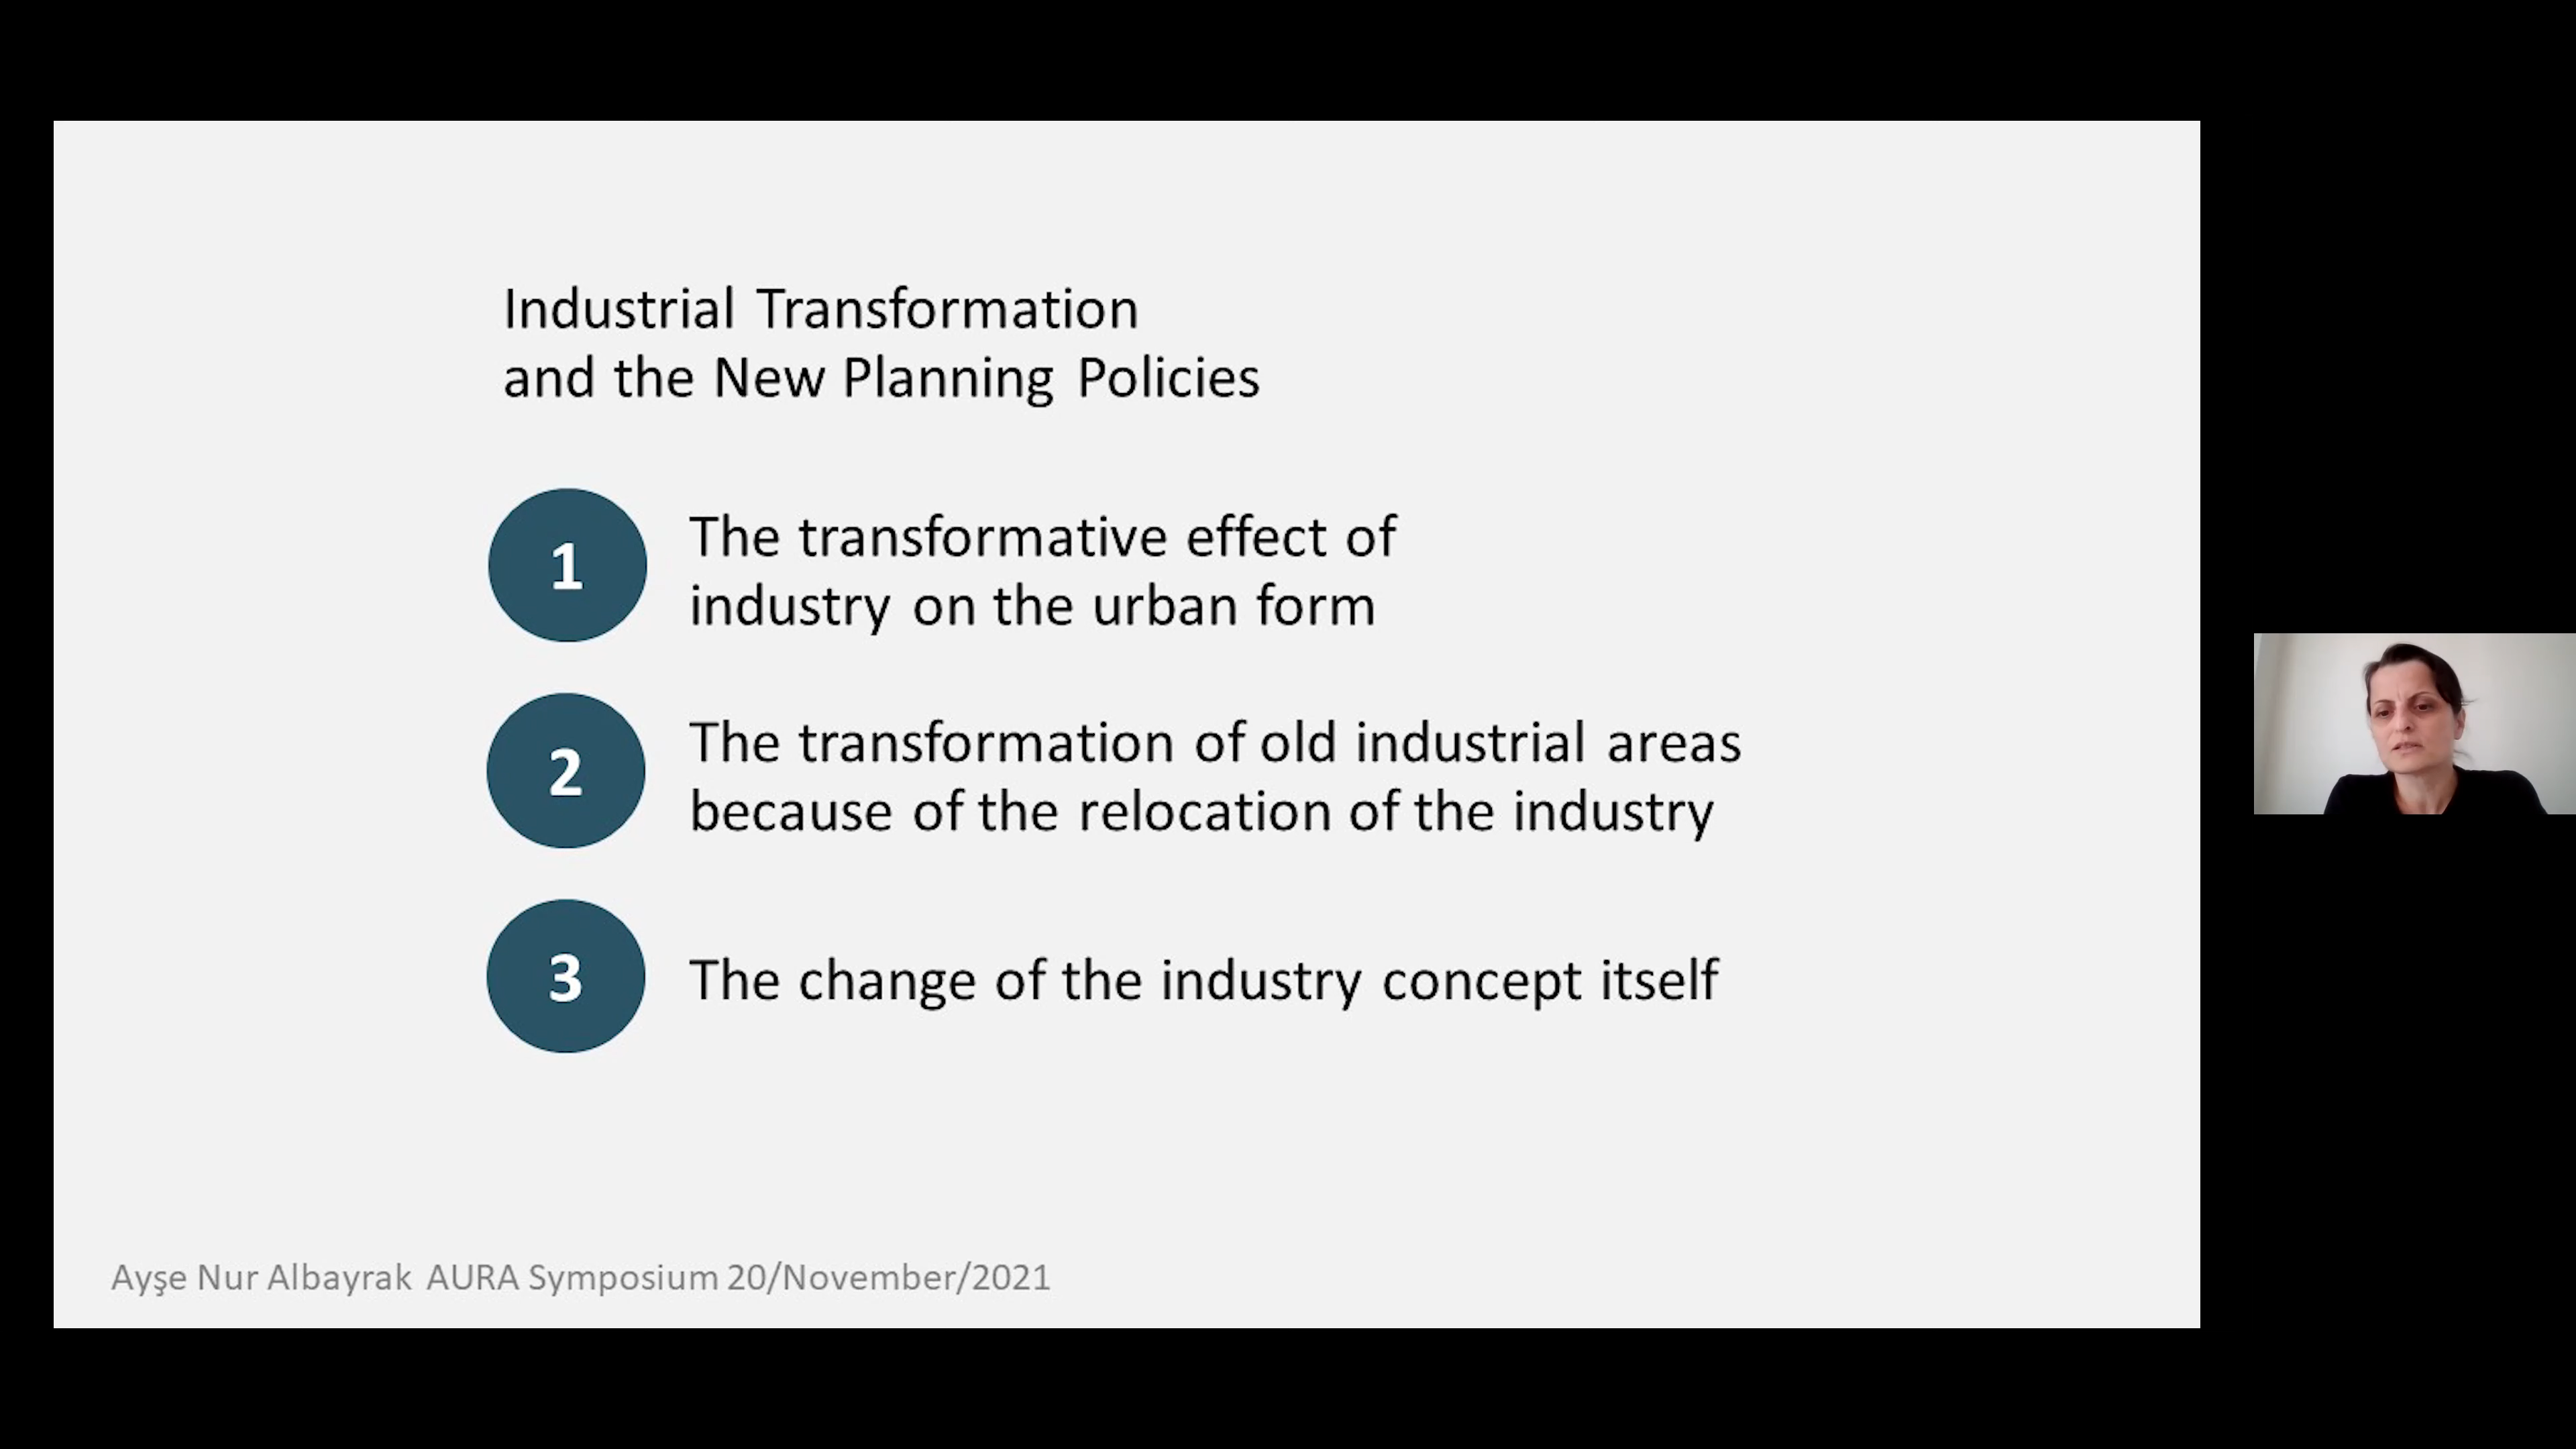 Industrial Transformation
and the New Planning Policies
1
The transformative effect of
industry on the urban form
2
The transformation of old industrial areas
because of the relocation of the industry
3
The change of the industry concept itself
Ayşe Nur Albayrak AURA Symposium 20/November/2021